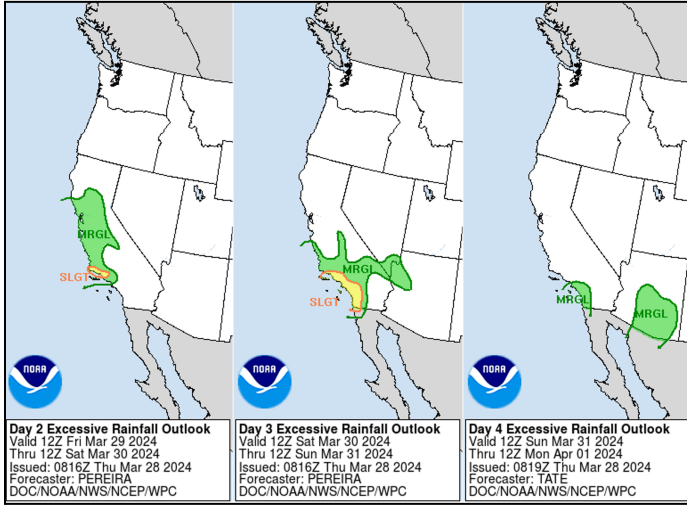 MRGL
SLGT
NOAA
Day 2 Excessive Rainfall Outlook
Valid 12Z Fri Mar 29 2024
Thru 12Z Sat Mar 30 2024
Issued: 0816Z Thu Mar 28 2024
Forecaster: PEREIRA
DOC/NOAA/NWS/NCEP/WPC
MRGL
SLGT
NOAA
Day 3 Excessive Rainfall Outlook
Valid 12Z Sat Mar 30 2024
Thru 12Z Sun Mar 31 2024
Issued: 0816Z Thu Mar 28 2024
Forecaster: PEREIRA
DOC/NOAA/NWS/NCEP/WPC
MRGL
MRGL
NOAA
Day 4 Excessive Rainfall Outlook
Valid 12Z Sun Mar 31 2024
Thru 12Z Mon Apr 01 2024
Issued: 0819Z Thu Mar 28 2024
Forecaster: TATE
DOC/NOAA/NWS/NCEP/WPC